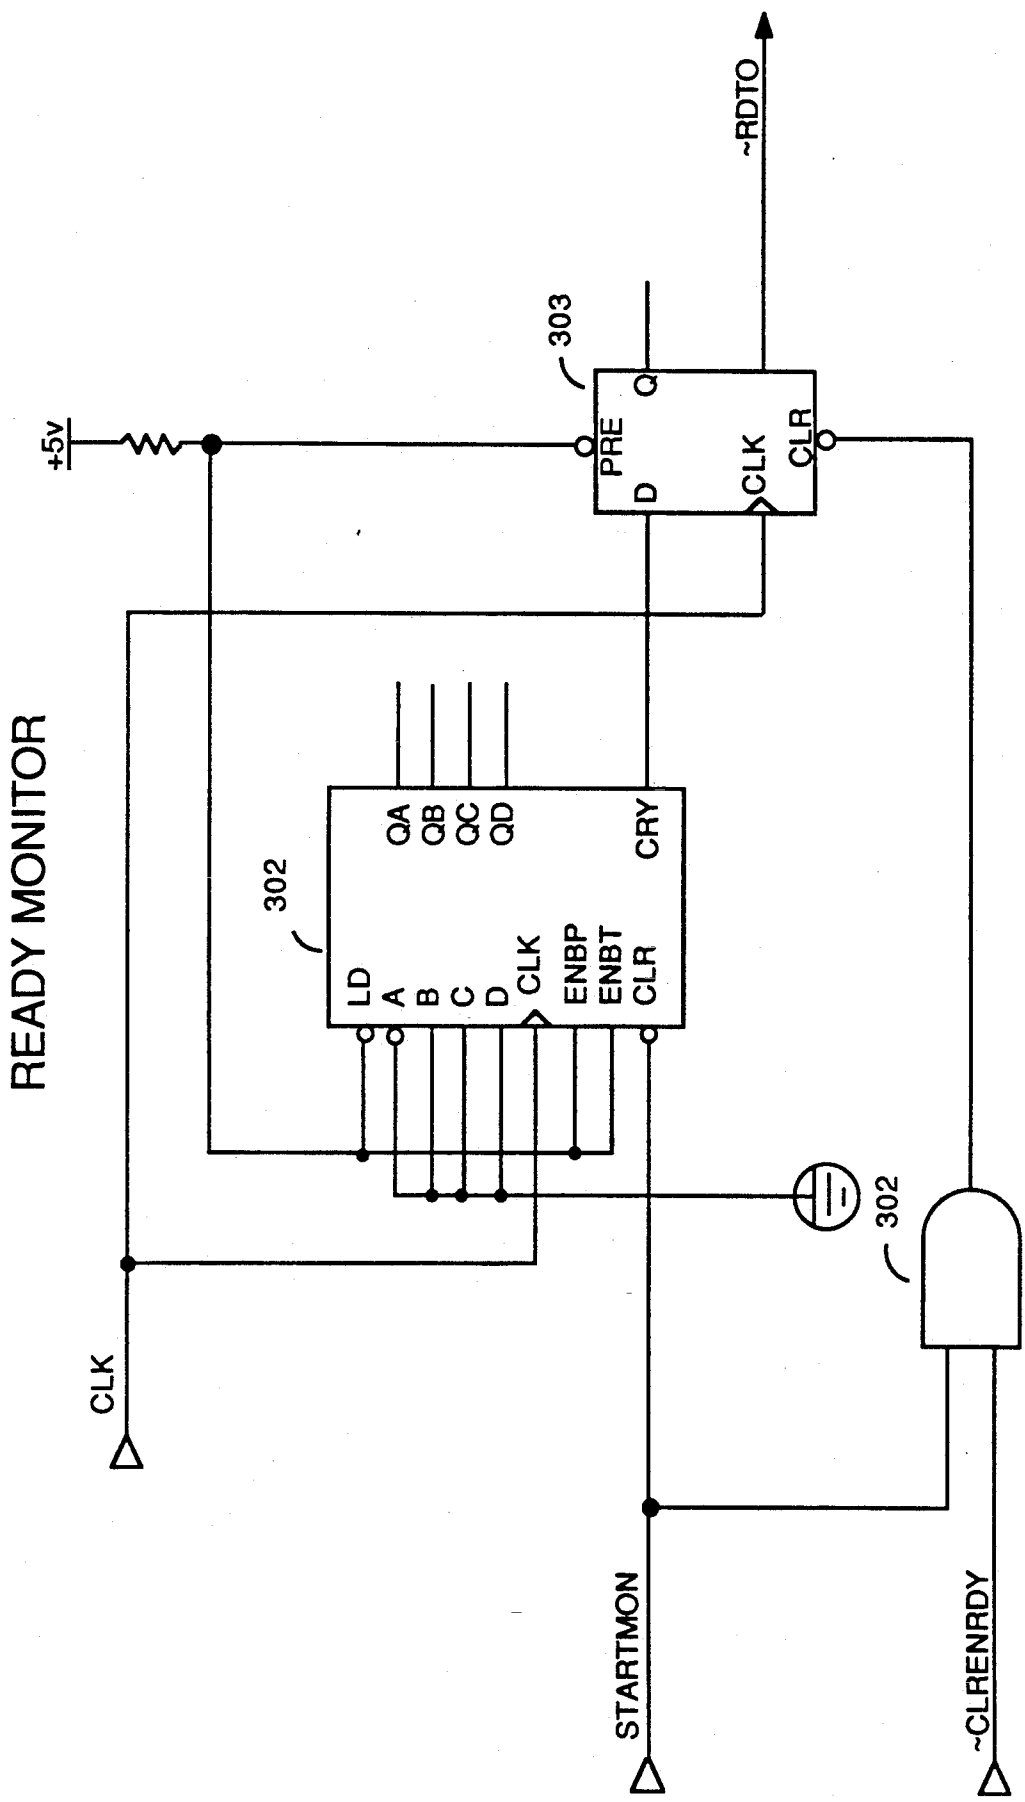 READY MONITOR
CLK
+5v
302
LD
A
B
C
D
CLK
ENBP
ENBT
CLR
QA
QB
QC
QD
CRY
303
PRE
D
Q
CLK
CLR
~RDTO
STARTMON
302
~CLRENRDY